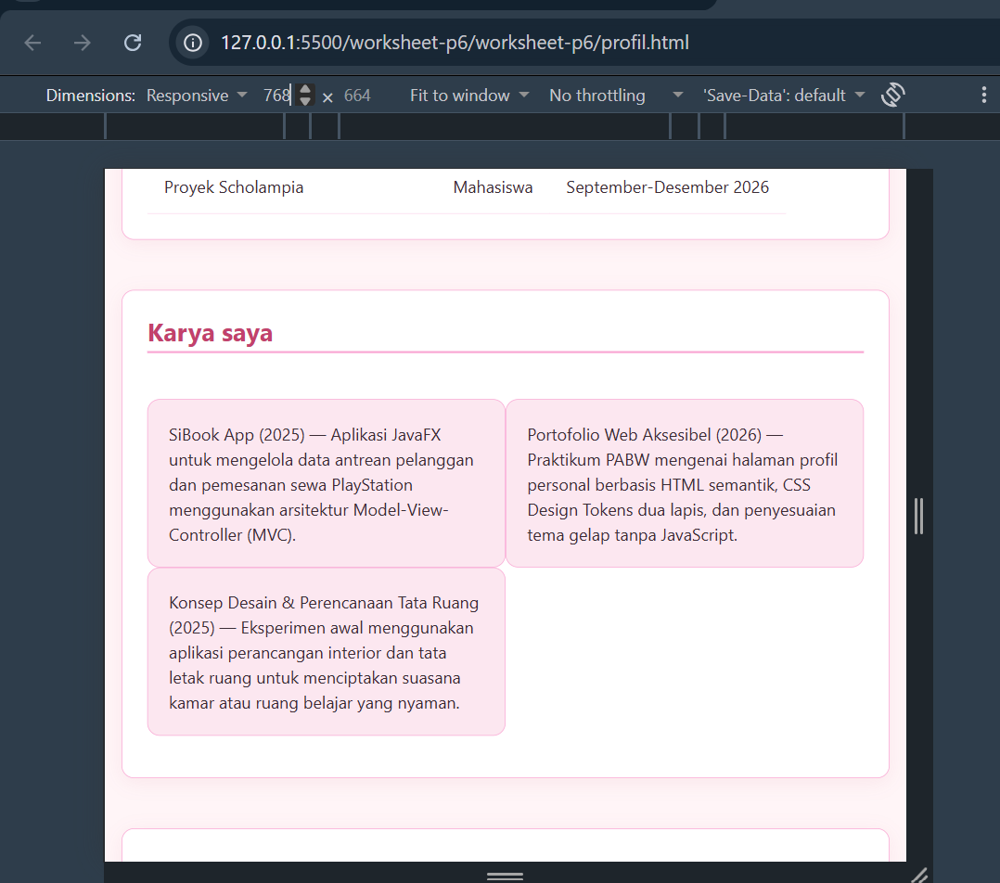 127.0.0.1:5500/worksheet-p6/worksheet-p6/profil.html
Dimensions: Responsive 768 × 664 Fit to window No throttling 'Save-Data': default
Proyek Scholampia Mahasiswa September-Desember 2026
Karya saya
SiBook App (2025) — Aplikasi JavaFX
untuk mengelola data antrean pelanggan
dan pemesanan sewa PlayStation
menggunakan arsitektur Model-View-
Controller (MVC).
Portofolio Web Aksesibel (2026) —
Praktikum PABW mengenai halaman profil
personal berbasis HTML semantik, CSS
Design Tokens dua lapis, dan penyesuaian
tema gelap tanpa JavaScript.
Konsep Desain & Perencanaan Tata Ruang
(2025) — Eksperimen awal menggunakan
aplikasi perancangan interior dan tata
letak ruang untuk menciptakan suasana
kamar atau ruang belajar yang nyaman.